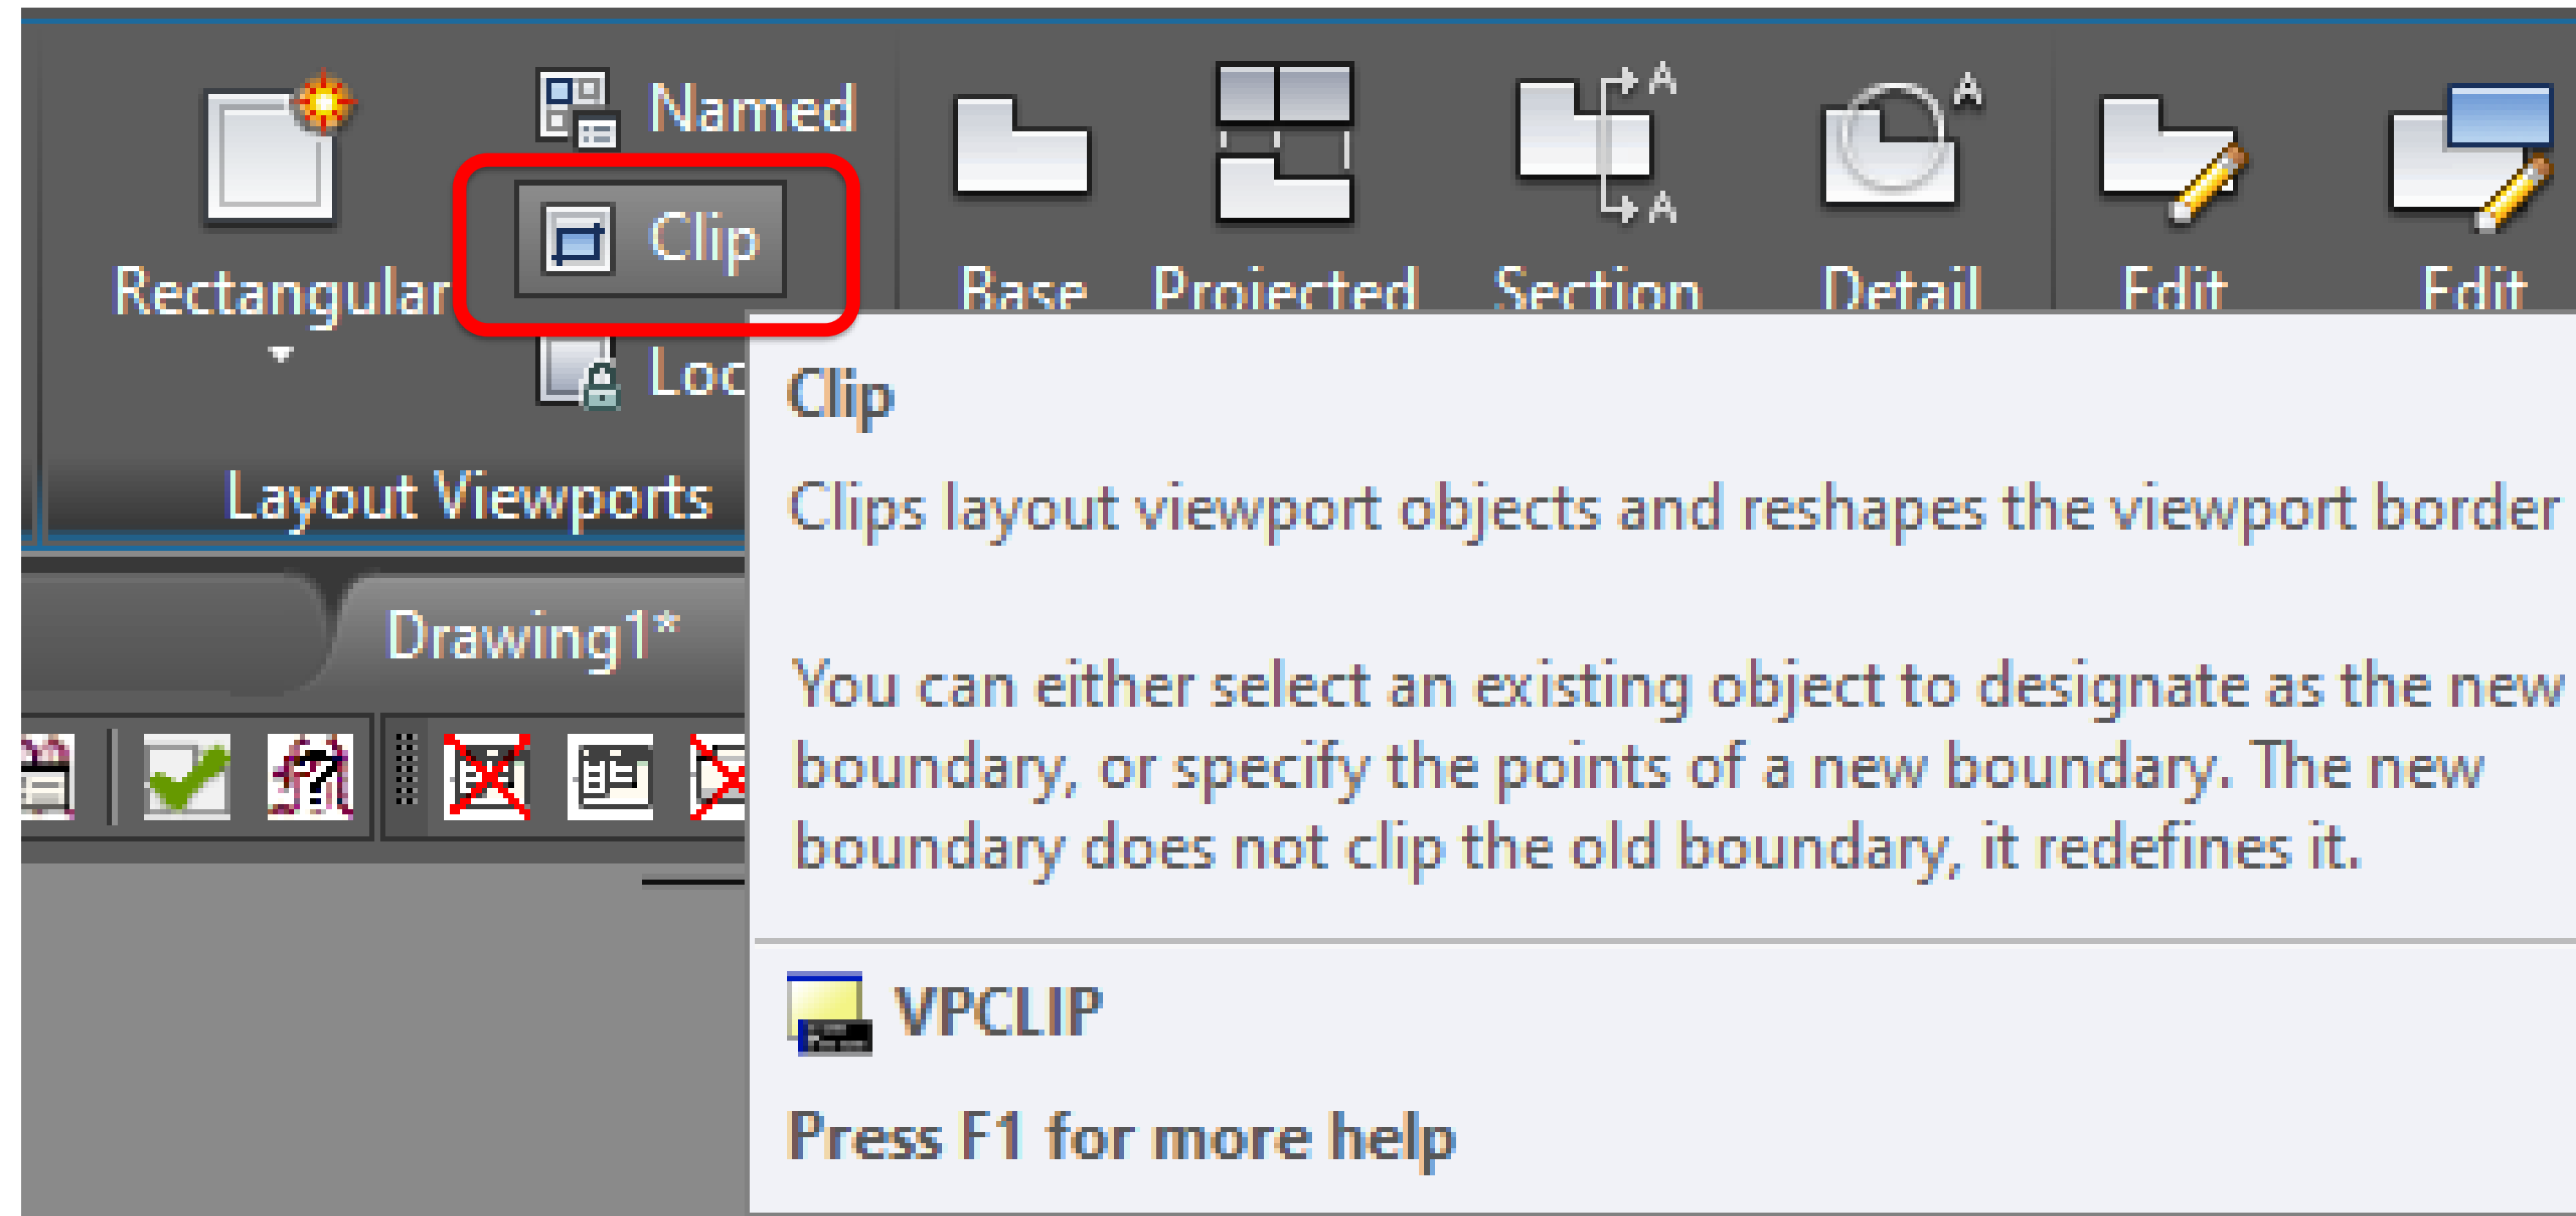 Named
Clip
Rectangular
Base Projected Section Detail Edit Edit
A
A
A
Layout Viewports
Clip
Clips layout viewport objects and reshapes the viewport border
You can either select an existing object to designate as the new
boundary, or specify the points of a new boundary. The new
boundary does not clip the old boundary, it redefines it.
Drawing1*
VPCLIP
Press F1 for more help